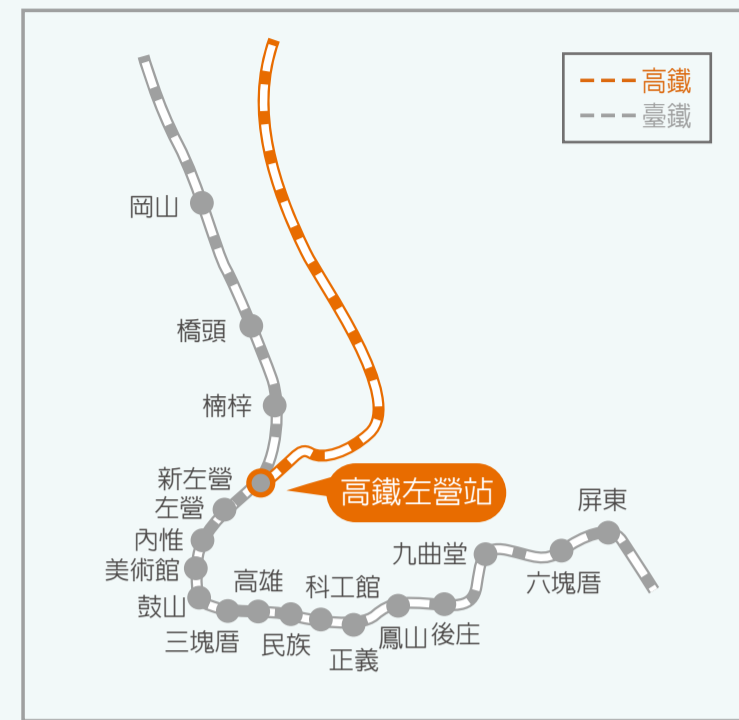 高鐵
臺鐵
岡山
橋頭
楠梓
新左營
高鐵左營站
左營
內惟
美術館
鼓山
三塊厝
高雄
民族
科工館
正義
鳳山
後庄
九曲堂
六塊厝
屏東